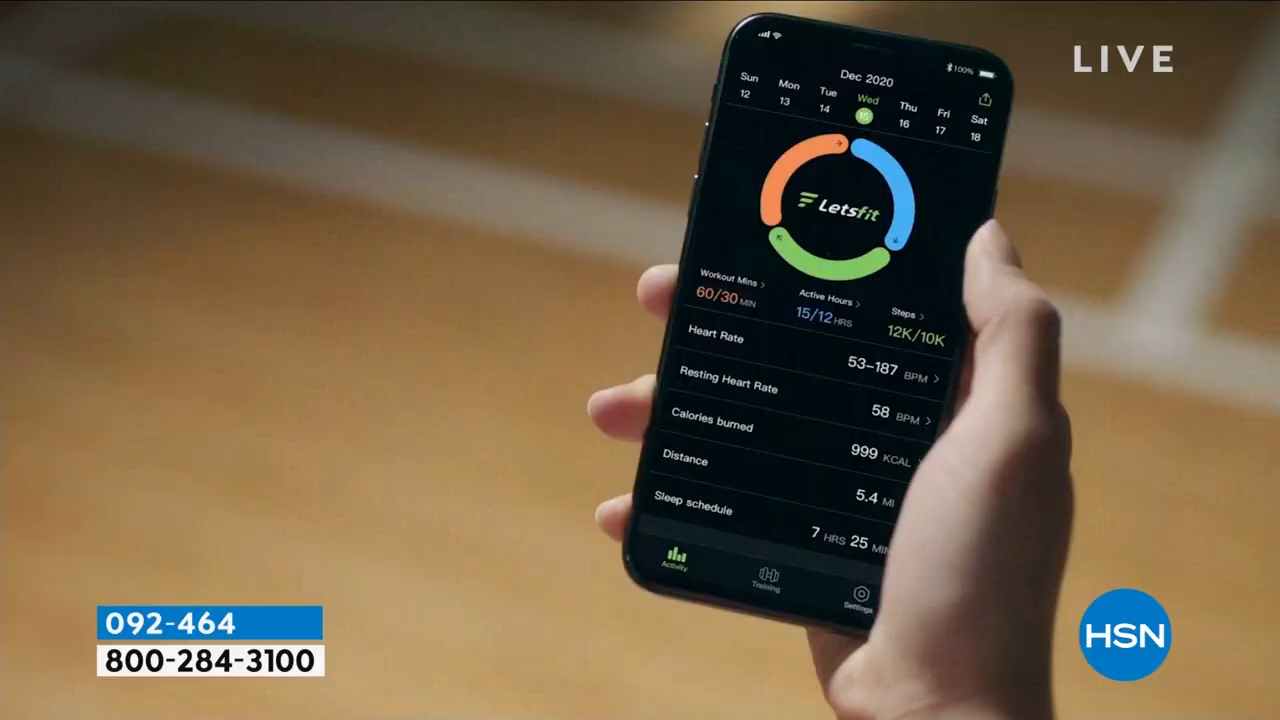 LIVE
100%
Dec 2020
Sun Mon Tue Wed Thu Fri Sat
12 13 14 15 16 17 18
Letsfit
Workout Mins Active Hours Steps
60/30 MIN 15/12 HRS 12K/10K
Heart Rate 53–187 BPM
Resting Heart Rate 58 BPM
Calories burned 999 KCAL
Distance 5.4 MI
Sleep schedule 7 HRS 25 MIN
Activity Training Settings
092-464
800-284-3100
HSN